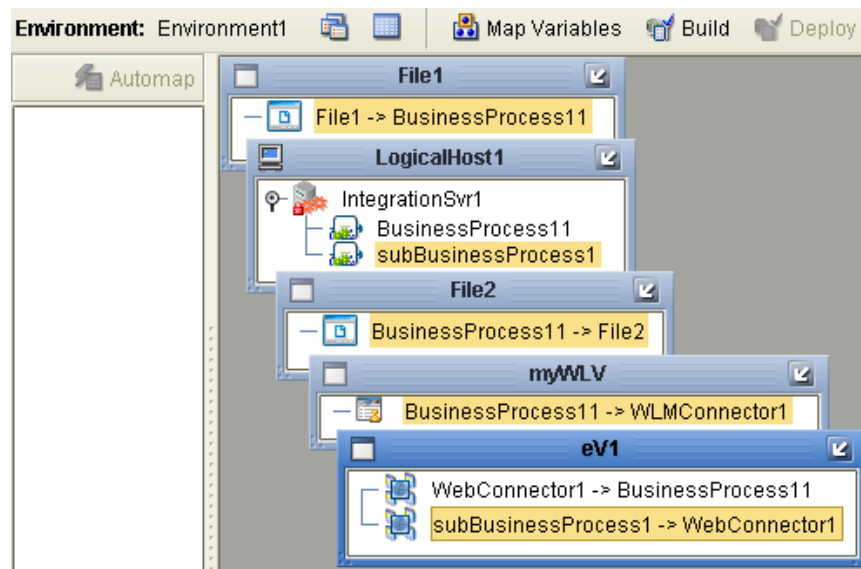 Environment: Environment1 Map Variables Build Deploy
Automap
File1
File1 -> BusinessProcess11
LogicalHost1
IntegrationSvr1
BusinessProcess11
subBusinessProcess1
File2
BusinessProcess11 -> File2
myWLV
BusinessProcess11 -> WLMConnector1
eV1
WebConnector1 -> BusinessProcess11
subBusinessProcess1 -> WebConnector1